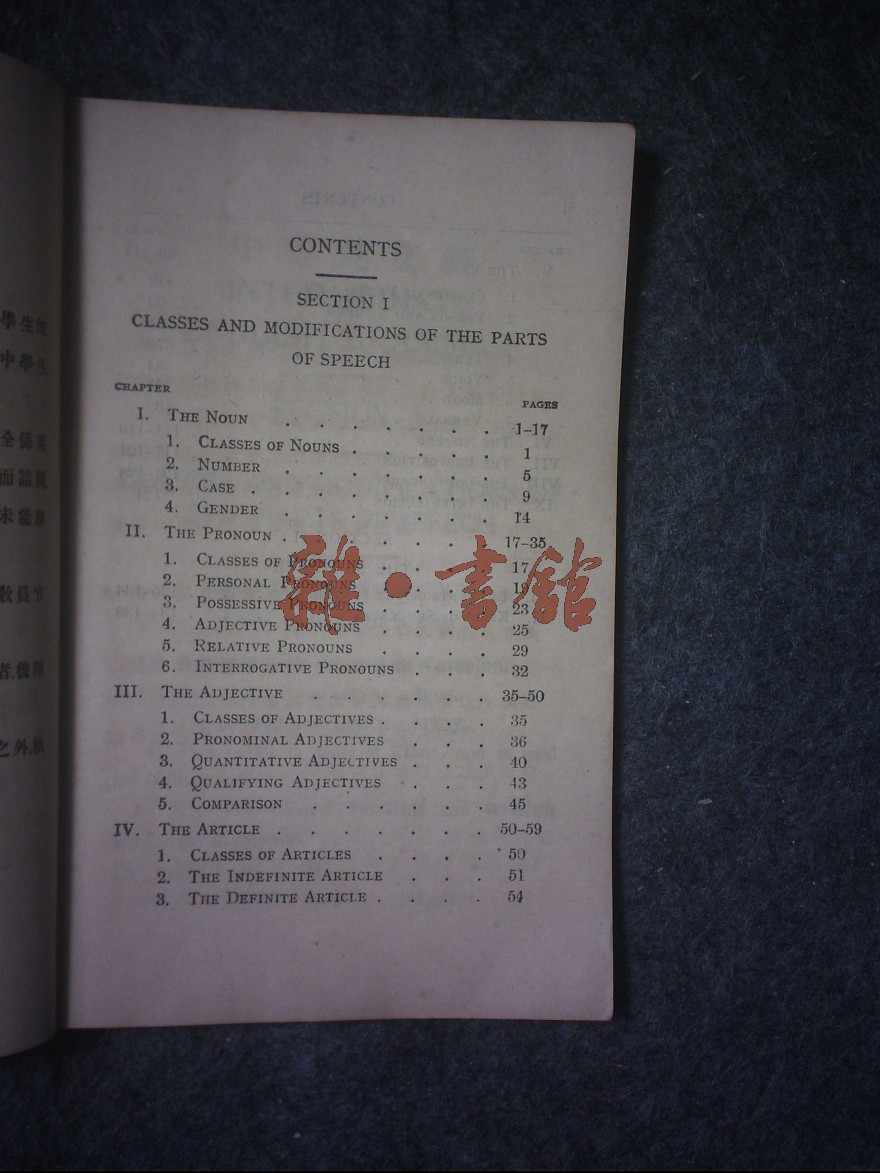 CONTENTS
SECTION I
CLASSES AND MODIFICATIONS OF THE PARTS
OF SPEECH
CHAPTER PAGES
I. THE NOUN . . . . . . 1–17
1. CLASSES OF NOUNS . . . . . 1
2. NUMBER . . . . . . 5
3. CASE . . . . . . . 9
4. GENDER . . . . . . 14
II. THE PRONOUN . . . . . . 17–35
1. CLASSES OF PRONOUNS . . . . 17
2. PERSONAL PRONOUNS . . . . 19
3. POSSESSIVE PRONOUNS . . . . 23
4. ADJECTIVE PRONOUNS . . . . 25
5. RELATIVE PRONOUNS . . . . 29
6. INTERROGATIVE PRONOUNS . . . 32
III. THE ADJECTIVE . . . . . 35–50
1. CLASSES OF ADJECTIVES . . . . 35
2. PRONOMINAL ADJECTIVES . . . 36
3. QUANTITATIVE ADJECTIVES . . . 40
4. QUALIFYING ADJECTIVES . . . 43
5. COMPARISON . . . . . 45
IV. THE ARTICLE . . . . . . . 50–59
1. CLASSES OF ARTICLES . . . . 50
2. THE INDEFINITE ARTICLE . . . 51
3. THE DEFINITE ARTICLE . . . . 54
雜·書館